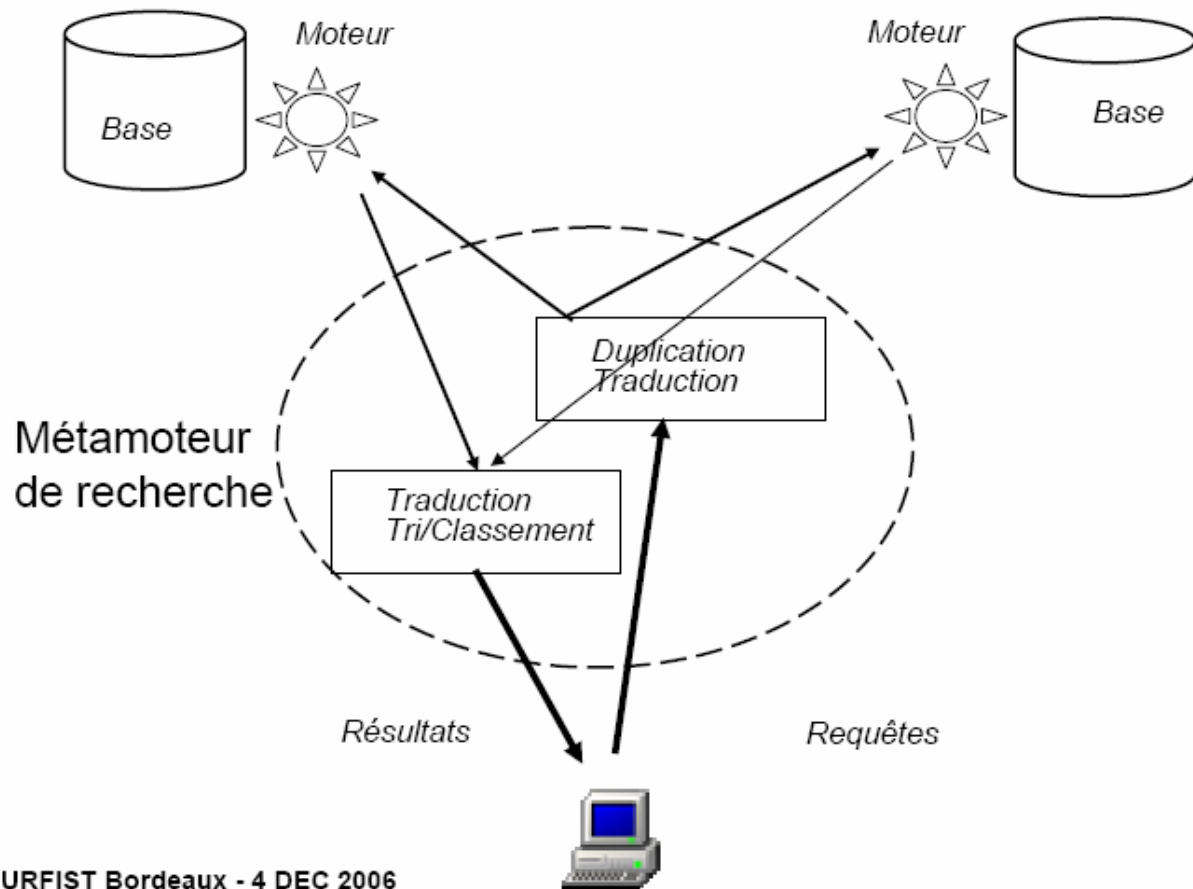 Moteur
Moteur
Base
Base
Duplication
Traduction
Métamoteur
de recherche
Traduction
Tri/Classement
Résultats
Requêtes
URFIST Bordeaux - 4 DEC 2006